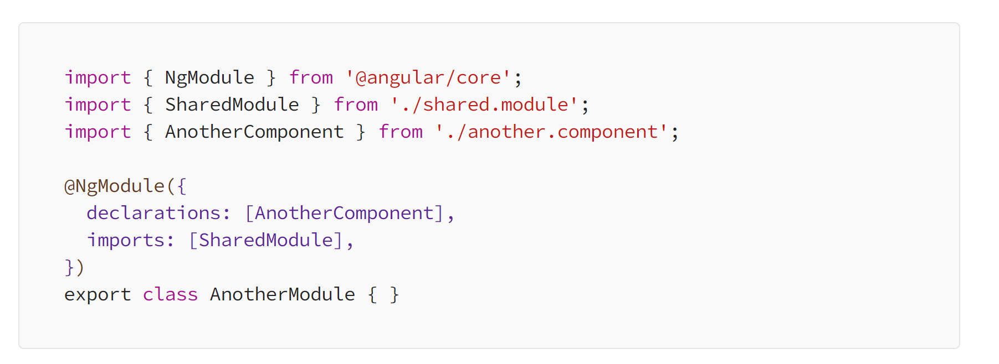 import { NgModule } from '@angular/core';
import { SharedModule } from './shared.module';
import { AnotherComponent } from './another.component';

@NgModule({
  declarations: [AnotherComponent],
  imports: [SharedModule],
})
export class AnotherModule { }